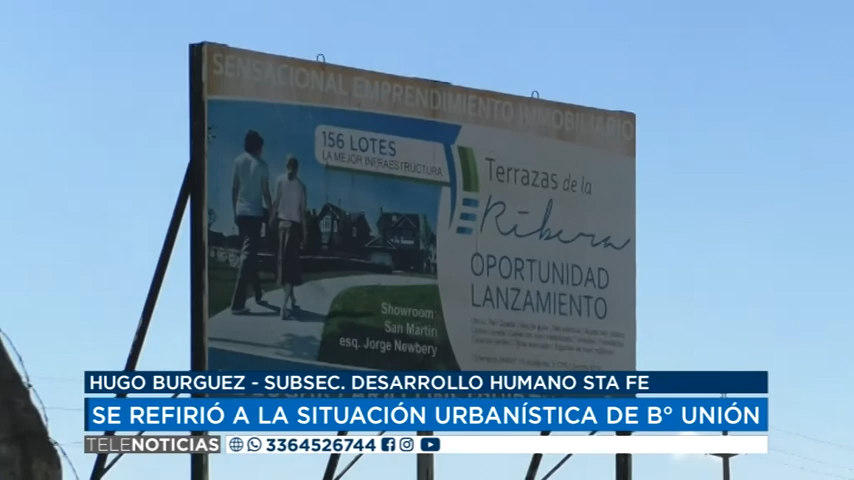 SENSACIONAL EMPRENDIMIENTO INMOBILIARIO
156 LOTES
LA MEJOR INFRAESTRUCTURA
Terrazas de la
Ribera
OPORTUNIDAD
LANZAMIENTO
Showroom
San Martín
esq. Jorge Newbery
HUGO BURGUEZ - SUBSEC. DESARROLLO HUMANO STA FE
SE REFIRIÓ A LA SITUACIÓN URBANÍSTICA DE B° UNIÓN
TELENOTICIAS 3364526744